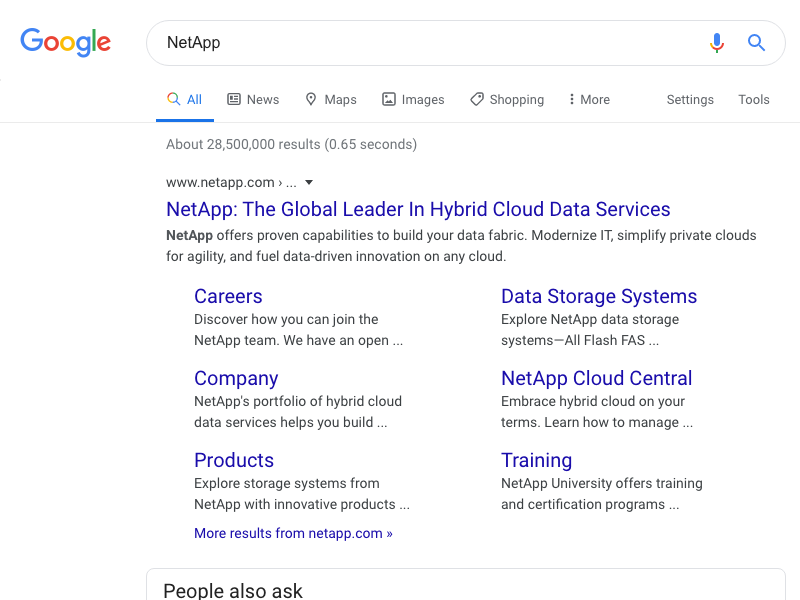 Google
NetApp
All
News
Maps
Images
Shopping
More
Settings
Tools
About 28,500,000 results (0.65 seconds)
www.netapp.com › ...
NetApp: The Global Leader In Hybrid Cloud Data Services
NetApp offers proven capabilities to build your data fabric. Modernize IT, simplify private clouds
for agility, and fuel data-driven innovation on any cloud.
Careers
Discover how you can join the
NetApp team. We have an open ...
Data Storage Systems
Explore NetApp data storage
systems—All Flash FAS ...
Company
NetApp's portfolio of hybrid cloud
data services helps you build ...
NetApp Cloud Central
Embrace hybrid cloud on your
terms. Learn how to manage ...
Products
Explore storage systems from
NetApp with innovative products ...
Training
NetApp University offers training
and certification programs ...
More results from netapp.com »
People also ask